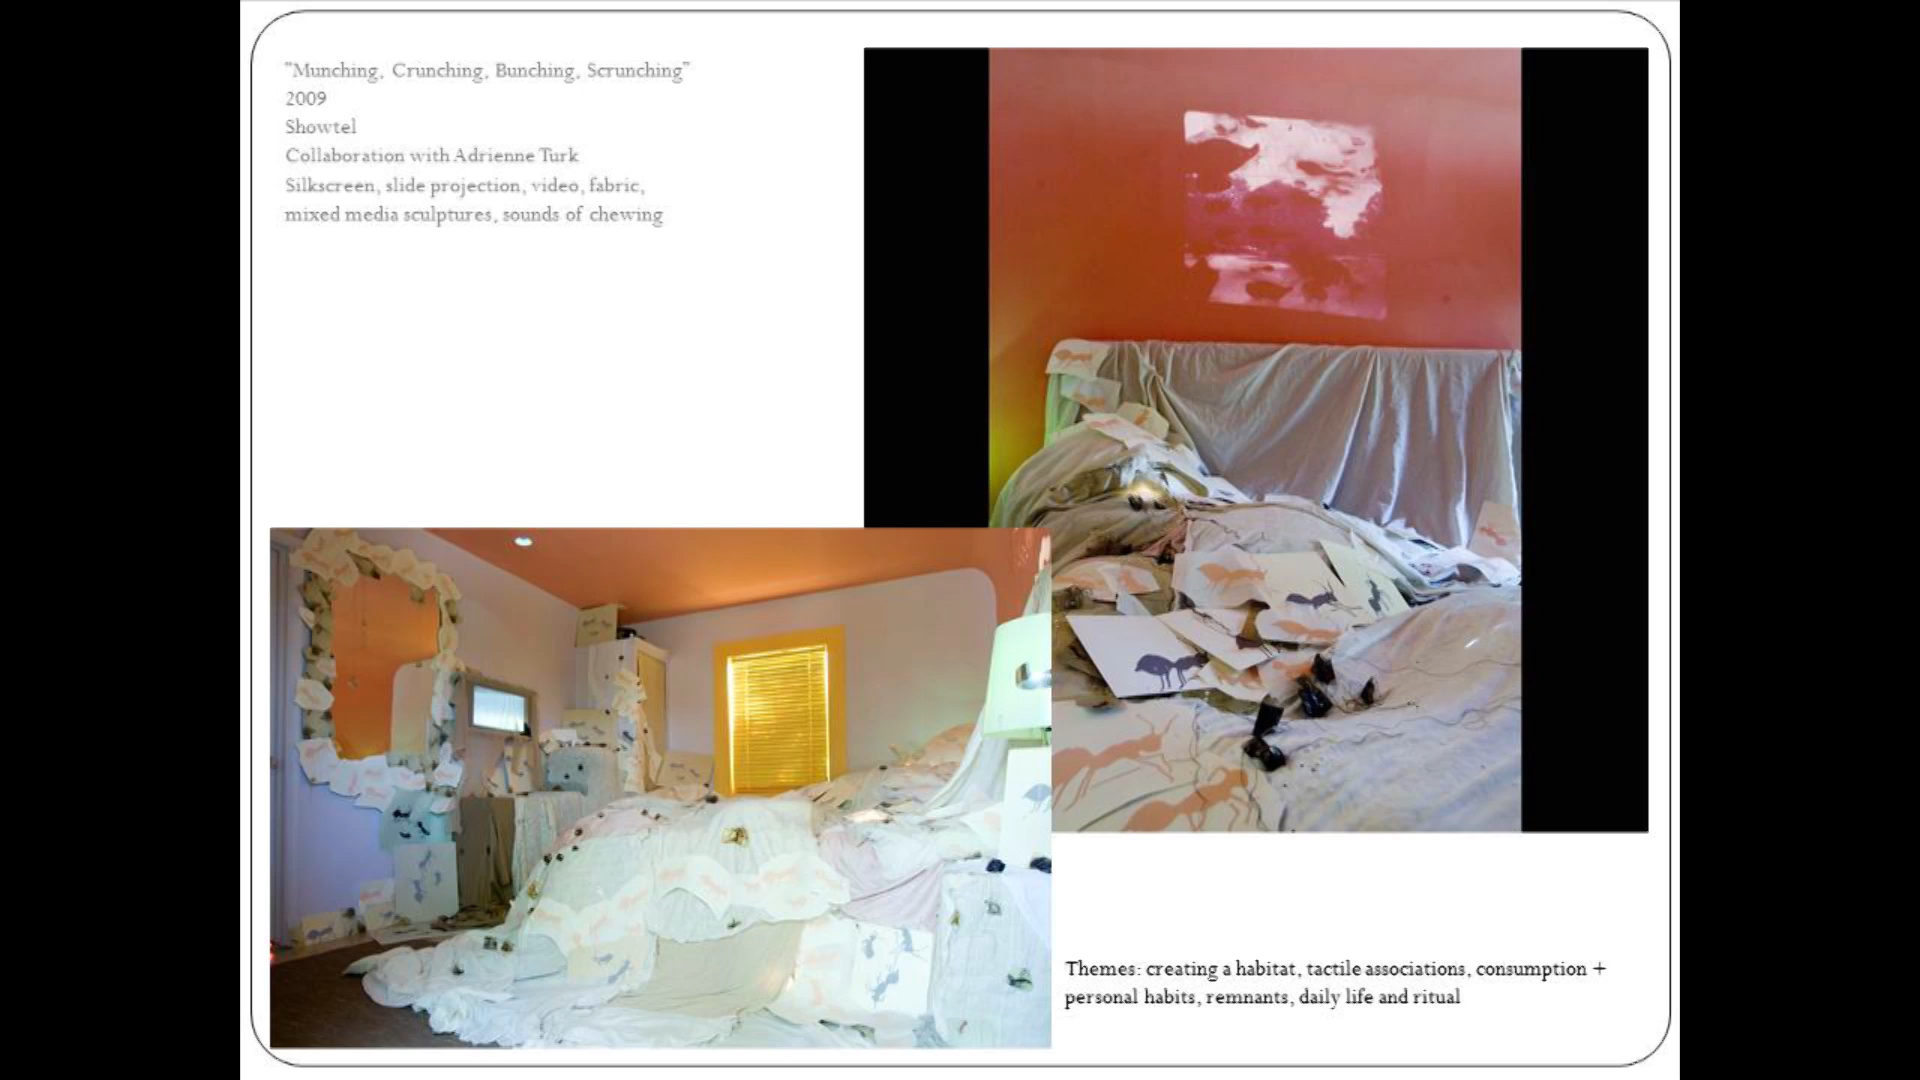 "Munching, Crunching, Bunching, Scrunching"
2009
Showtel
Collaboration with Adrienne Turk
Silkscreen, slide projection, video, fabric,
mixed media sculptures, sounds of chewing
Themes: creating a habitat, tactile associations, consumption +
personal habits, remnants, daily life and ritual